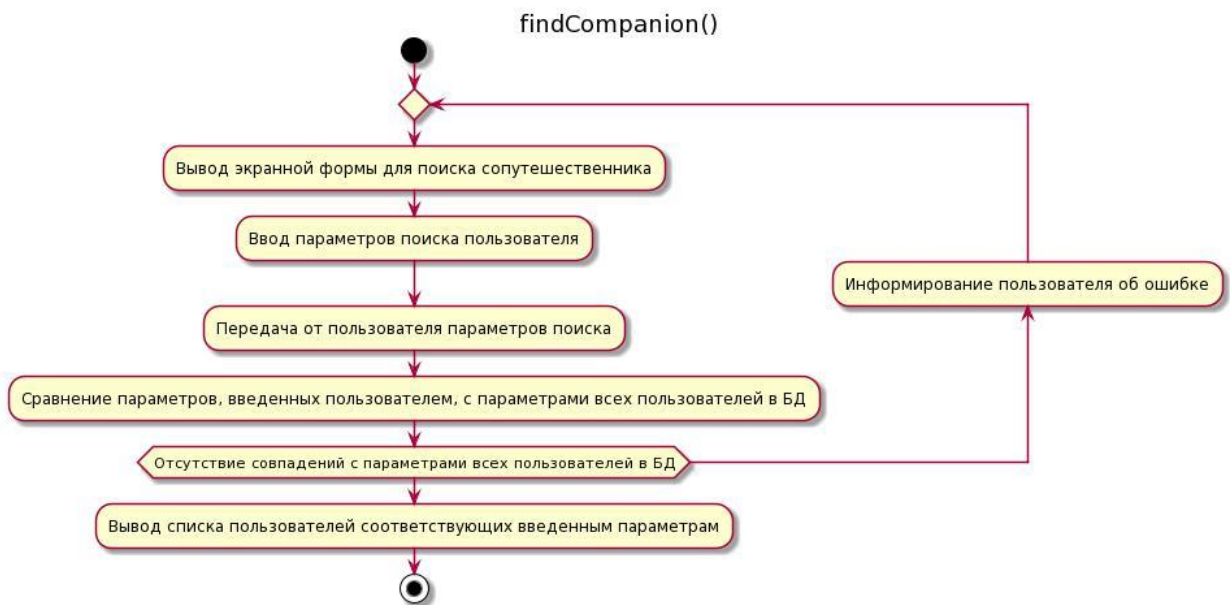 findCompanion()
Вывод экранной формы для поиска сопутешественника
Ввод параметров поиска пользователя
Информирование пользователя об ошибке
Передача от пользователя параметров поиска
Сравнение параметров, введенных пользователем, с параметрами всех пользователей в БД
Отсутствие совпадений с параметрами всех пользователей в БД
Вывод списка пользователей соответствующих введенным параметрам